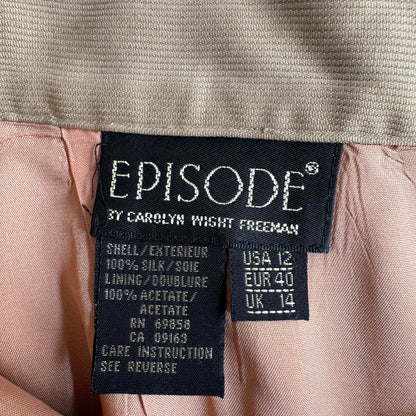 EPISODE®
BY CAROLYN WIGHT FREEMAN
SHELL/EXTERIEUR
100% SILK/SOIE
LINING/DOUBLURE
100% ACETATE/
ACETATE
RN 69858
CA 09163
CARE INSTRUCTION
SEE REVERSE
USA 12
EUR 40
UK 14